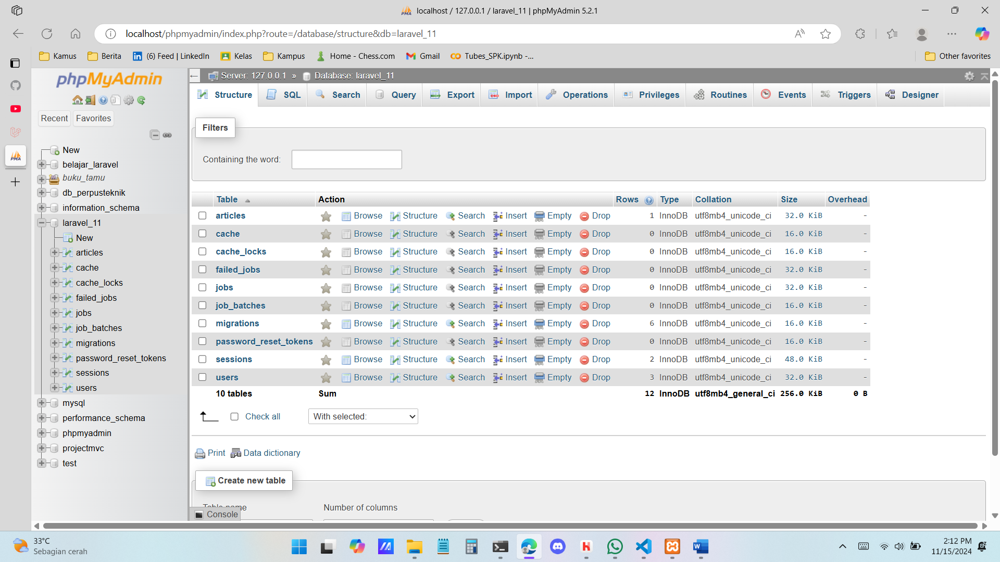 localhost / 127.0.0.1 / laravel_11 | phpMyAdmin 5.2.1
localhost/phpmyadmin/index.php?route=/database/structure&db=laravel_11
Kamus Berita (6) Feed | LinkedIn Kelas Kampus Home - Chess.com Gmail Tubes_SPK.ipynb -... Other favorites
phpMyAdmin
Recent Favorites
New
belajar_laravel
buku_tamu
db_perpusteknik
information_schema
laravel_11
New
articles
cache
cache_locks
failed_jobs
jobs
job_batches
migrations
password_reset_tokens
sessions
users
mysql
performance_schema
phpmyadmin
projectmvc
test
Server: 127.0.0.1 » Database: laravel_11
Structure SQL Search Query Export Import Operations Privileges Routines Events Triggers Designer
Filters
Containing the word:
Table Action Rows Type Collation Size Overhead
articles Browse Structure Search Insert Empty Drop 1 InnoDB utf8mb4_unicode_ci 32.0 KiB -
cache Browse Structure Search Insert Empty Drop 0 InnoDB utf8mb4_unicode_ci 16.0 KiB -
cache_locks Browse Structure Search Insert Empty Drop 0 InnoDB utf8mb4_unicode_ci 16.0 KiB -
failed_jobs Browse Structure Search Insert Empty Drop 0 InnoDB utf8mb4_unicode_ci 32.0 KiB -
jobs Browse Structure Search Insert Empty Drop 0 InnoDB utf8mb4_unicode_ci 32.0 KiB -
job_batches Browse Structure Search Insert Empty Drop 0 InnoDB utf8mb4_unicode_ci 16.0 KiB -
migrations Browse Structure Search Insert Empty Drop 6 InnoDB utf8mb4_unicode_ci 16.0 KiB -
password_reset_tokens Browse Structure Search Insert Empty Drop 0 InnoDB utf8mb4_unicode_ci 16.0 KiB -
sessions Browse Structure Search Insert Empty Drop 2 InnoDB utf8mb4_unicode_ci 48.0 KiB -
users Browse Structure Search Insert Empty Drop 3 InnoDB utf8mb4_unicode_ci 32.0 KiB -
10 tables Sum 12 InnoDB utf8mb4_general_ci 256.0 KiB 0 B
Check all With selected:
Print Data dictionary
Create new table
Table name Number of columns
Console
33°C
Sebagian cerah
2:12 PM
11/15/2024